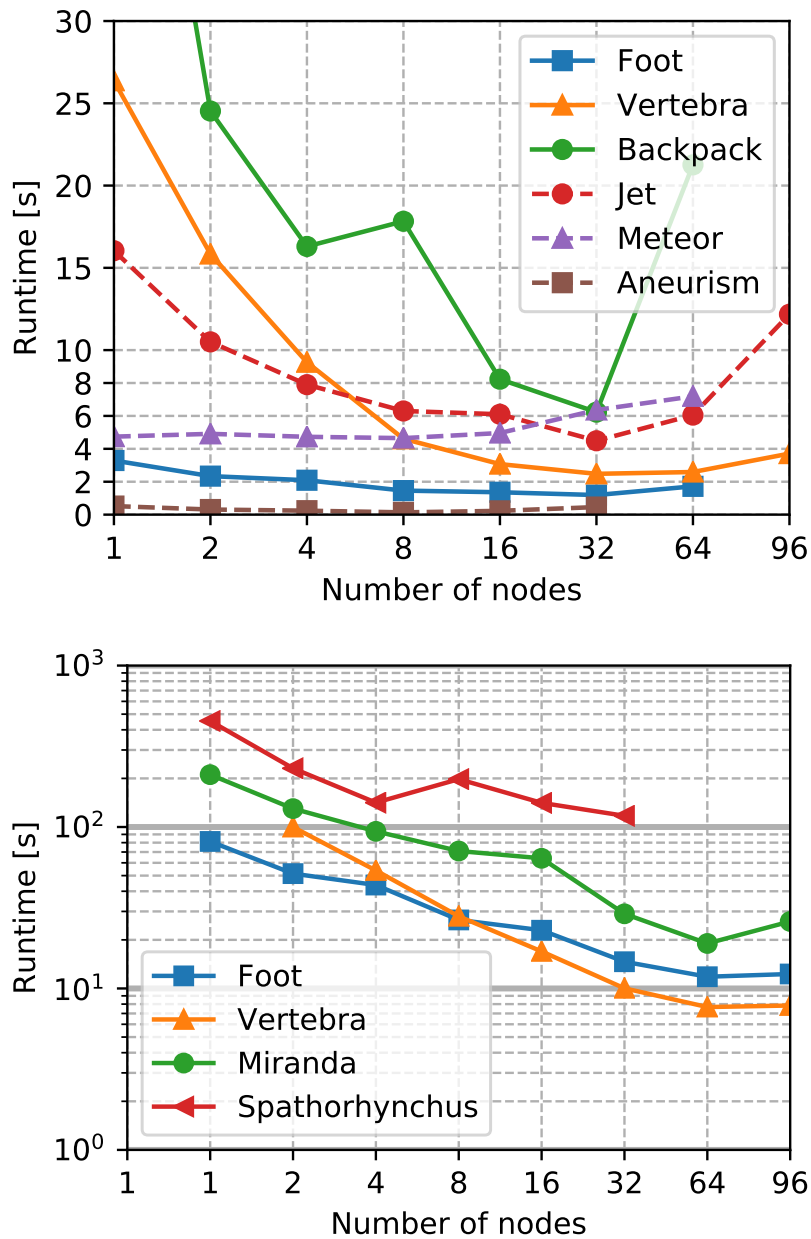 30
25
20
15
10
8
6
4
2
0
Runtime [s]
Foot
Vertebra
Backpack
Jet
Meteor
Aneurism
1 2 4 8 16 32 64 96
Number of nodes
10³
10²
10¹
10⁰
Runtime [s]
Foot
Vertebra
Miranda
Spathorhynchus
1 1 2 4 8 16 32 64 96
Number of nodes